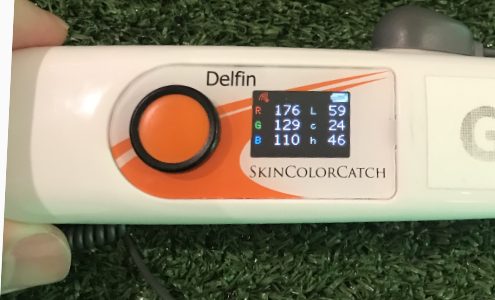 Delfin
R 176 L 59
G 129 c 24
B 110 h 46
SKINCOLORCATCH
G